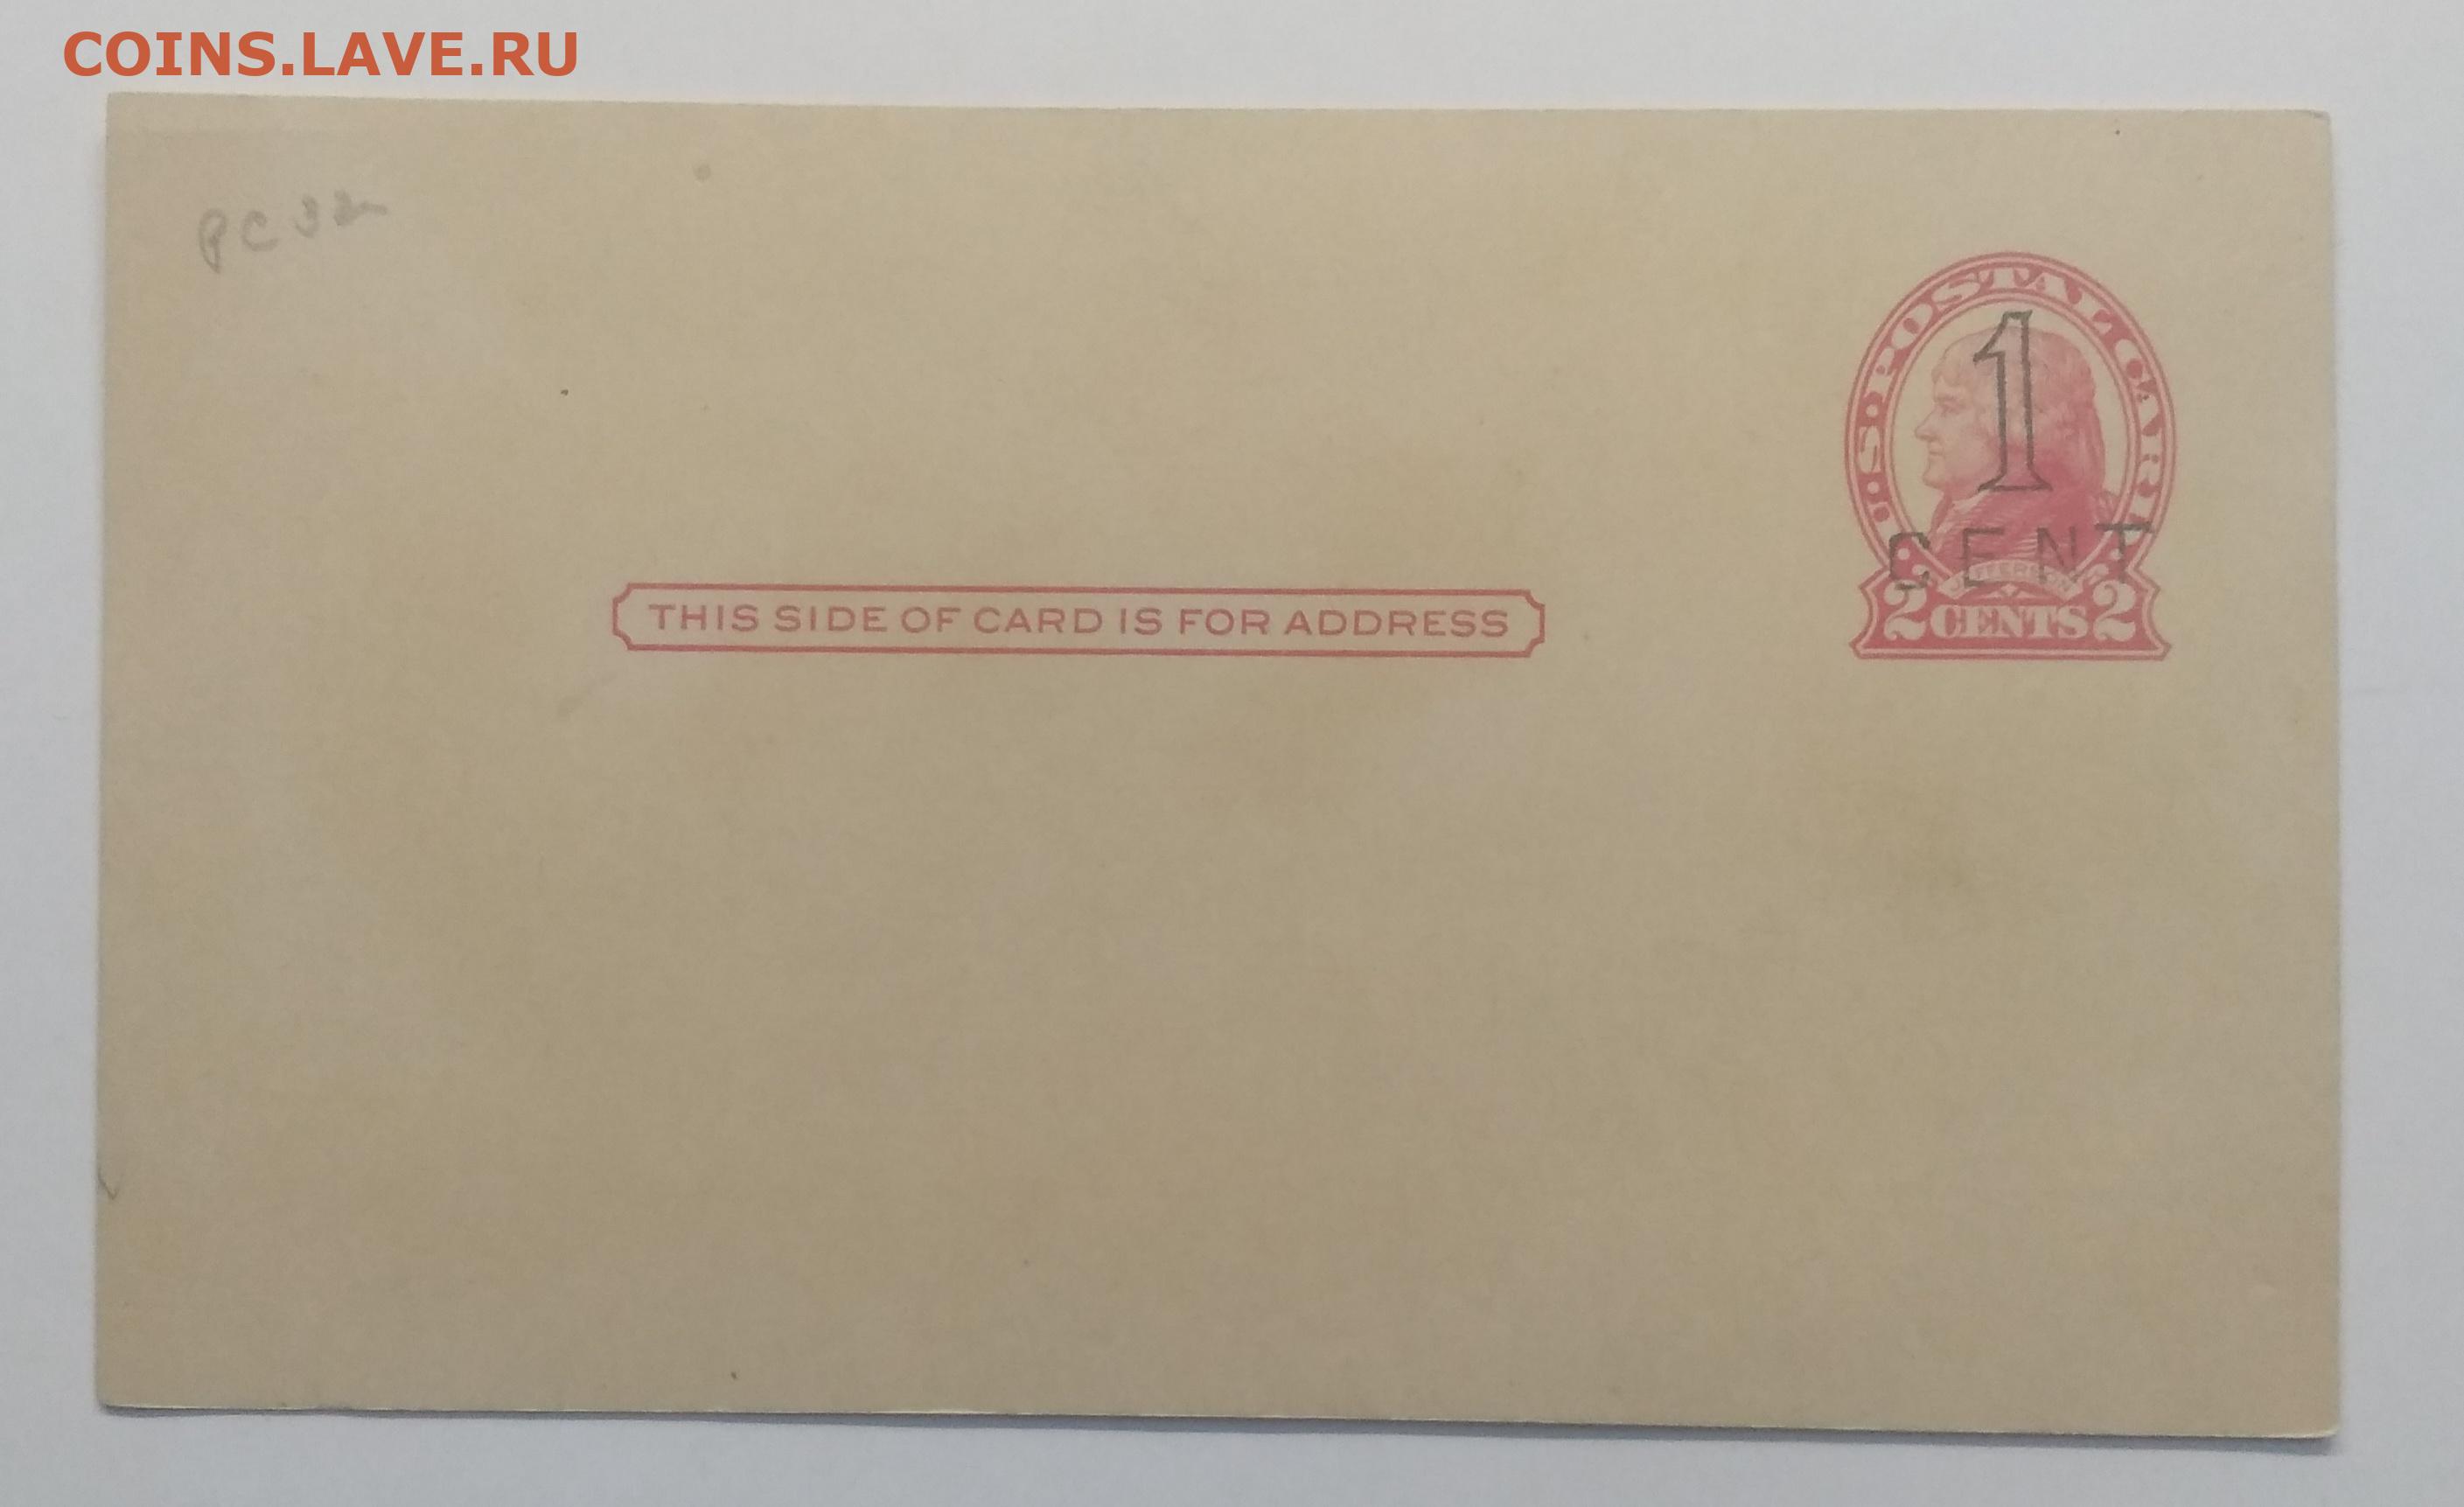 COINS.LAVE.RU
PC 32
U.S. POSTAL CARD
1
CENT
JEFFERSON
2 CENTS 2
THIS SIDE OF CARD IS FOR ADDRESS